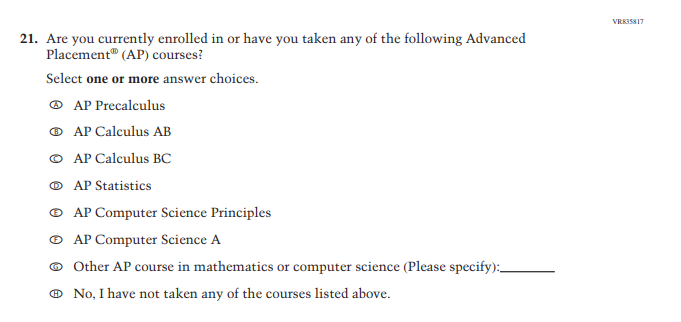 VR835817
21. Are you currently enrolled in or have you taken any of the following Advanced
Placement® (AP) courses?
Select one or more answer choices.
Ⓐ AP Precalculus
Ⓑ AP Calculus AB
Ⓒ AP Calculus BC
Ⓓ AP Statistics
Ⓔ AP Computer Science Principles
Ⓕ AP Computer Science A
Ⓖ Other AP course in mathematics or computer science (Please specify):________
Ⓗ No, I have not taken any of the courses listed above.